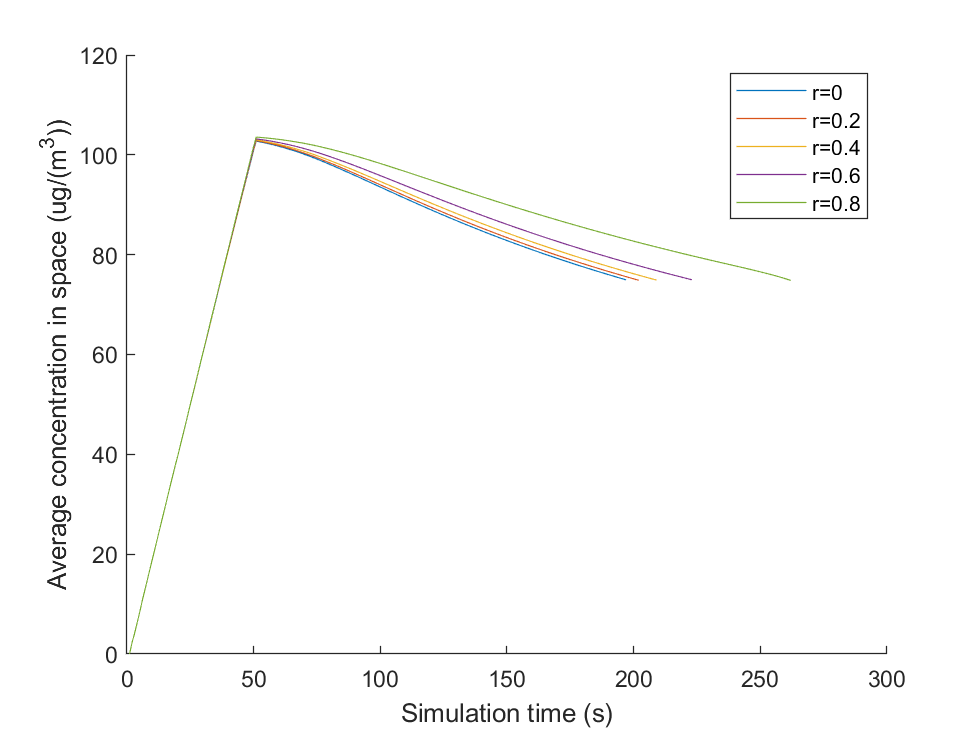 120
100
80
60
40
20
0
0 50 100 150 200 250 300
Average concentration in space (ug/(m³))
Simulation time (s)
r=0
r=0.2
r=0.4
r=0.6
r=0.8